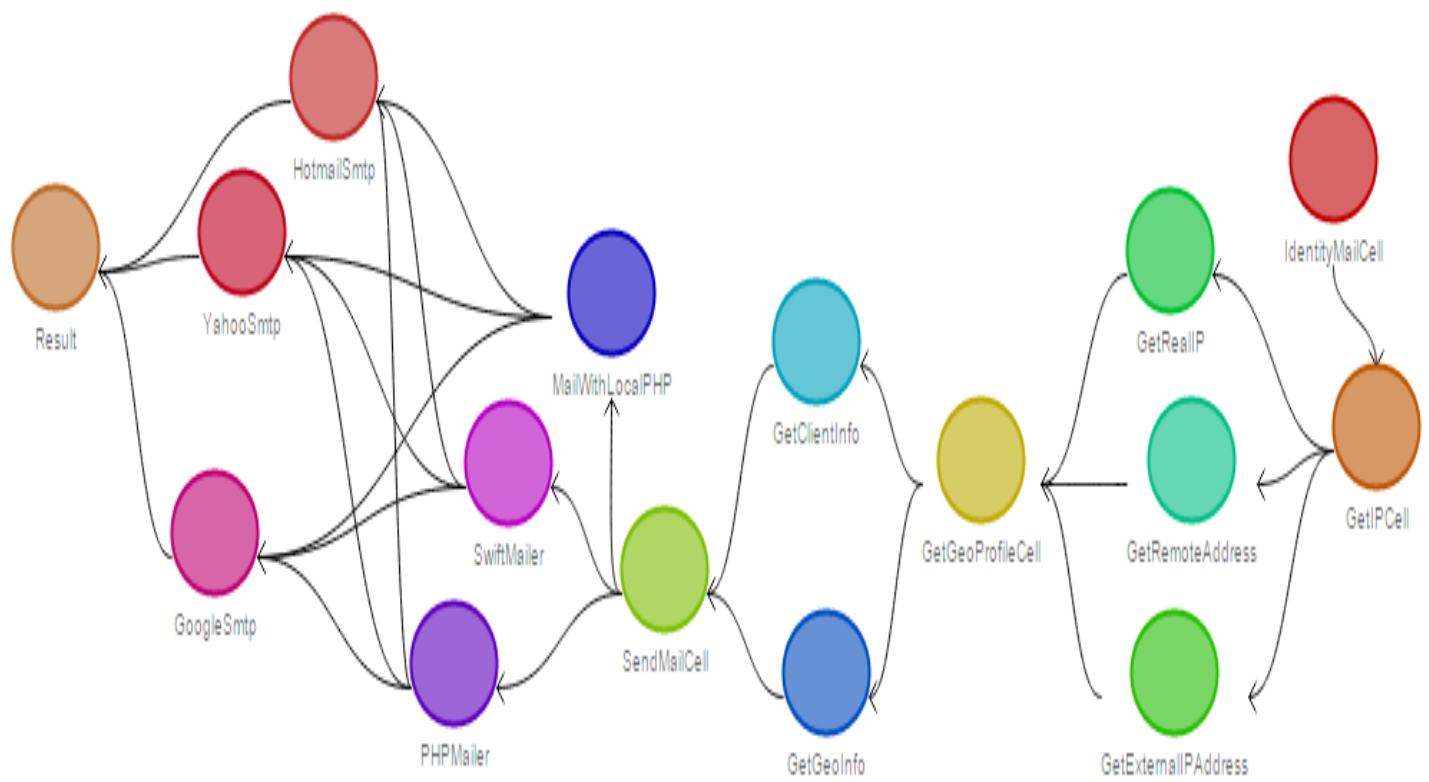 HotmailSmtp
IdentityMailCell
YahooSmtp
Result
GetRealIP
MailWithLocalPHP
GetClientInfo
GetIPCell
SwiftMailer
GetGeoProfileCell
GetRemoteAddress
GoogleSmtp
SendMailCell
PHPMailer
GetGeoInfo
GetExternalIPAddress